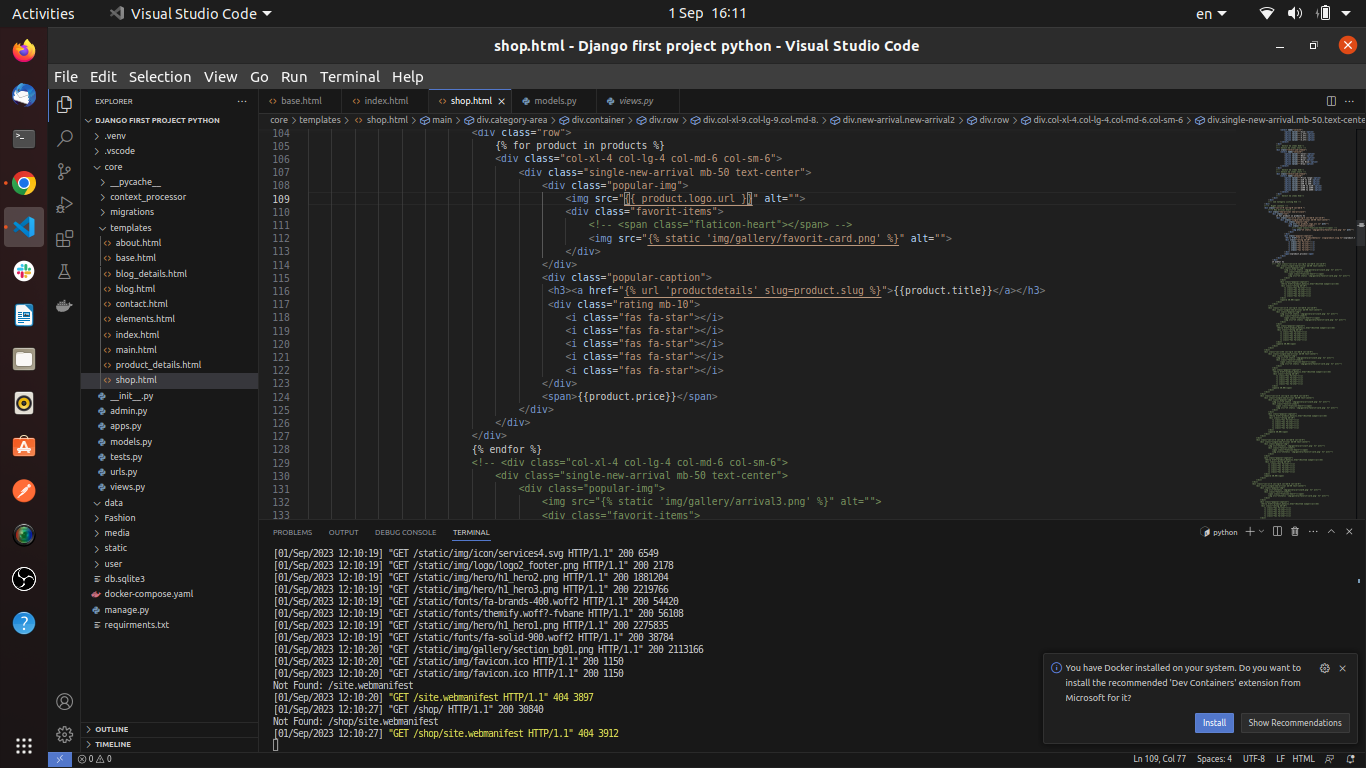 Activities
Visual Studio Code
1 Sep 16:11
en
shop.html - Django first project python - Visual Studio Code
File Edit Selection View Go Run Terminal Help
EXPLORER
base.html
index.html
shop.html
models.py
views.py
DJANGO FIRST PROJECT PYTHON
core > templates > shop.html > main > div.category-area > div.container > div.row > div.col-xl-9.col-lg-9.col-md-8. > div.new-arrival.new-arrival2 > div.row > div.col-xl-4.col-lg-4.col-md-6.col-sm-6 > div.single-new-arrival.mb-50.text-cente
.venv
.vscode
core
__pycache__
context_processor
migrations
templates
about.html
base.html
blog_details.html
blog.html
contact.html
elements.html
index.html
main.html
product_details.html
shop.html
__init__.py
admin.py
apps.py
models.py
tests.py
urls.py
views.py
data
Fashion
media
static
user
db.sqlite3
docker-compose.yaml
manage.py
requirments.txt
OUTLINE
TIMELINE
104 <div class="row">
105 {% for product in products %}
106 <div class="col-xl-4 col-lg-4 col-md-6 col-sm-6">
107 <div class="single-new-arrival mb-50 text-center">
108 <div class="popular-img">
109 <img src="{{ product.logo.url }}" alt="">
110 <div class="favorit-items">
111 <!-- <span class="flaticon-heart"></span> -->
112 <img src="{% static 'img/gallery/favorit-card.png' %}" alt="">
113 </div>
114 </div>
115 <div class="popular-caption">
116 <h3><a href="{% url 'productdetails' slug=product.slug %}">{{product.title}}</a></h3>
117 <div class="rating mb-10">
118 <i class="fas fa-star"></i>
119 <i class="fas fa-star"></i>
120 <i class="fas fa-star"></i>
121 <i class="fas fa-star"></i>
122 <i class="fas fa-star"></i>
123 </div>
124 <span>{{product.price}}</span>
125 </div>
126 </div>
127 </div>
128 {% endfor %}
129 <!-- <div class="col-xl-4 col-lg-4 col-md-6 col-sm-6">
130 <div class="single-new-arrival mb-50 text-center">
131 <div class="popular-img">
132 <img src="{% static 'img/gallery/arrival3.png' %}" alt="">
133 <div class="favorit-items">
PROBLEMS OUTPUT DEBUG CONSOLE TERMINAL
python
[01/Sep/2023 12:10:19] "GET /static/img/icon/services4.svg HTTP/1.1" 200 6549
[01/Sep/2023 12:10:19] "GET /static/img/logo/logo2_footer.png HTTP/1.1" 200 2178
[01/Sep/2023 12:10:19] "GET /static/img/hero/h1_hero2.png HTTP/1.1" 200 1881204
[01/Sep/2023 12:10:19] "GET /static/img/hero/h1_hero3.png HTTP/1.1" 200 2219766
[01/Sep/2023 12:10:19] "GET /static/fonts/fa-brands-400.woff2 HTTP/1.1" 200 54420
[01/Sep/2023 12:10:19] "GET /static/fonts/themify.woff?-fvbane HTTP/1.1" 200 56108
[01/Sep/2023 12:10:19] "GET /static/img/hero/h1_hero1.png HTTP/1.1" 200 2275835
[01/Sep/2023 12:10:19] "GET /static/fonts/fa-solid-900.woff2 HTTP/1.1" 200 38784
[01/Sep/2023 12:10:20] "GET /static/img/gallery/section_bg01.png HTTP/1.1" 200 2113166
[01/Sep/2023 12:10:20] "GET /static/img/favicon.ico HTTP/1.1" 200 1150
[01/Sep/2023 12:10:20] "GET /static/img/favicon.ico HTTP/1.1" 200 1150
Not Found: /site.webmanifest
[01/Sep/2023 12:10:20] "GET /site.webmanifest HTTP/1.1" 404 3897
[01/Sep/2023 12:10:27] "GET /shop/ HTTP/1.1" 200 30840
Not Found: /shop/site.webmanifest
[01/Sep/2023 12:10:27] "GET /shop/site.webmanifest HTTP/1.1" 404 3912
You have Docker installed on your system. Do you want to
install the recommended 'Dev Containers' extension from
Microsoft for it?
Install
Show Recommendations
0 0
Ln 109, Col 77
Spaces: 4
UTF-8
LF
HTML